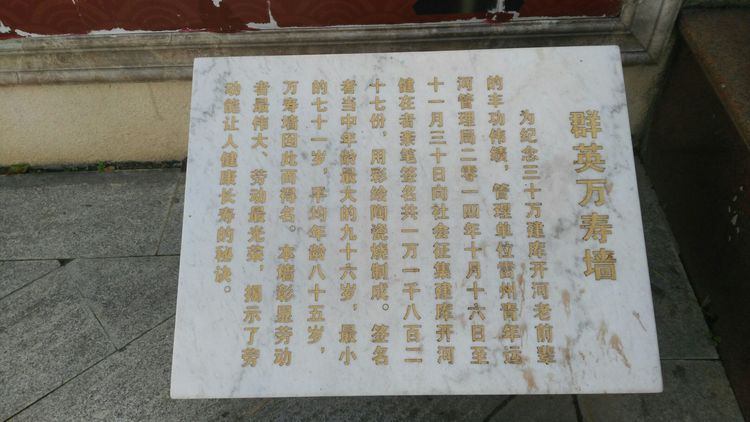 群英万寿墙
为纪念三十万建库开河老前辈
的丰功伟绩，管理单位雷州青年运
河管理局二零一四年十月十六日至
十一月三十日向社会征集建库开河
健在者亲笔签名共一万一千八百二
十七份，用彩绘陶瓷烧制成。签名
者当中年龄最大的九十六岁，最小
的七十一岁，平均年龄八十五岁，
万寿墙因此而得名。本墙彰显劳动
者最伟大、劳动最光荣，揭示了劳
动能让人健康长寿的秘诀。